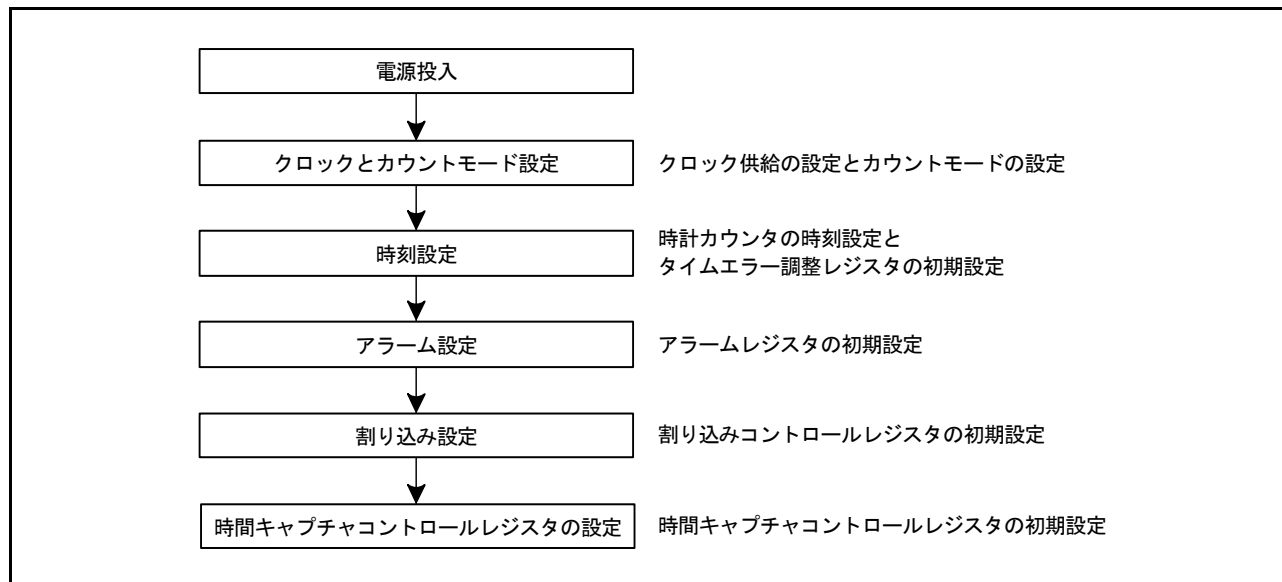 電源投入
クロックとカウントモード設定
クロック供給の設定とカウントモードの設定
時刻設定
時計カウンタの時刻設定と
タイムエラー調整レジスタの初期設定
アラーム設定
アラームレジスタの初期設定
割り込み設定
割り込みコントロールレジスタの初期設定
時間キャプチャコントロールレジスタの設定
時間キャプチャコントロールレジスタの初期設定